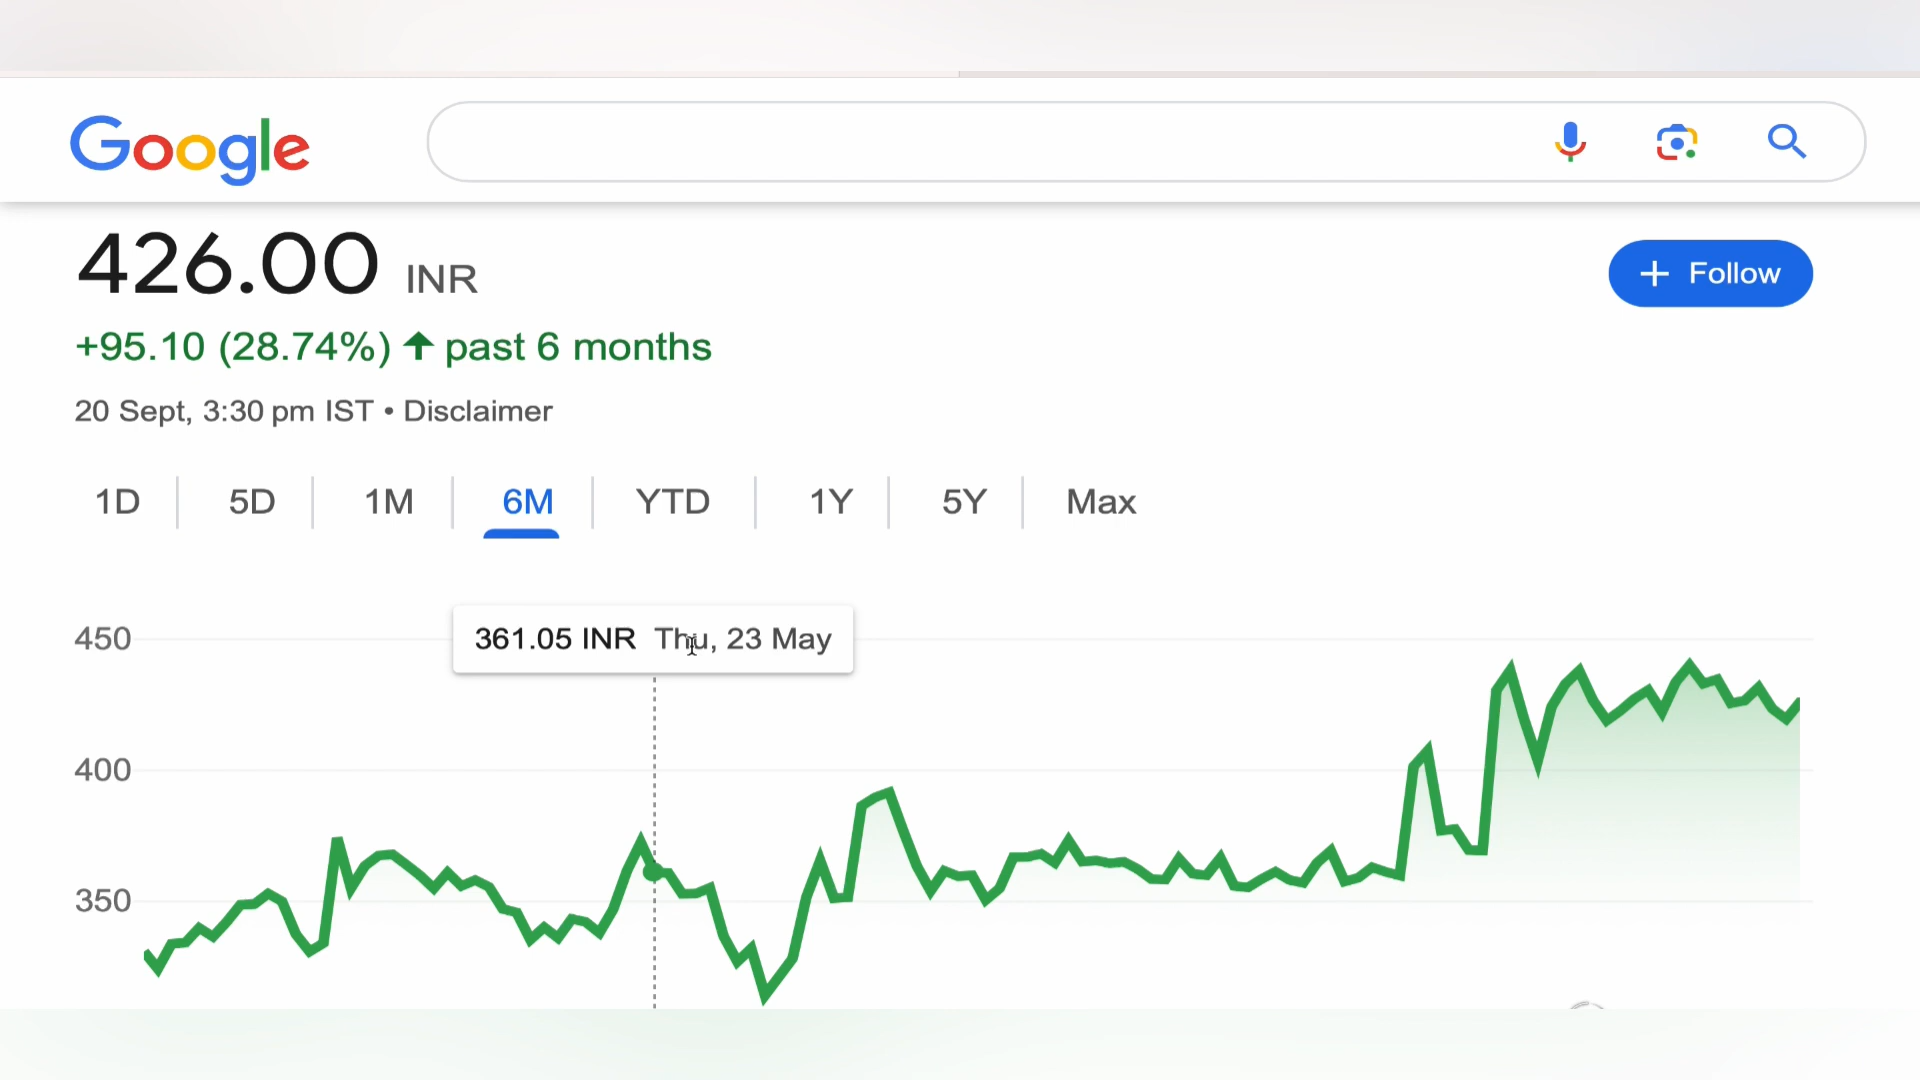 Google
426.00 INR
+ Follow
+95.10 (28.74%) ↑ past 6 months
20 Sept, 3:30 pm IST • Disclaimer
1D 5D 1M 6M YTD 1Y 5Y Max
361.05 INR Thu, 23 May
450
400
350